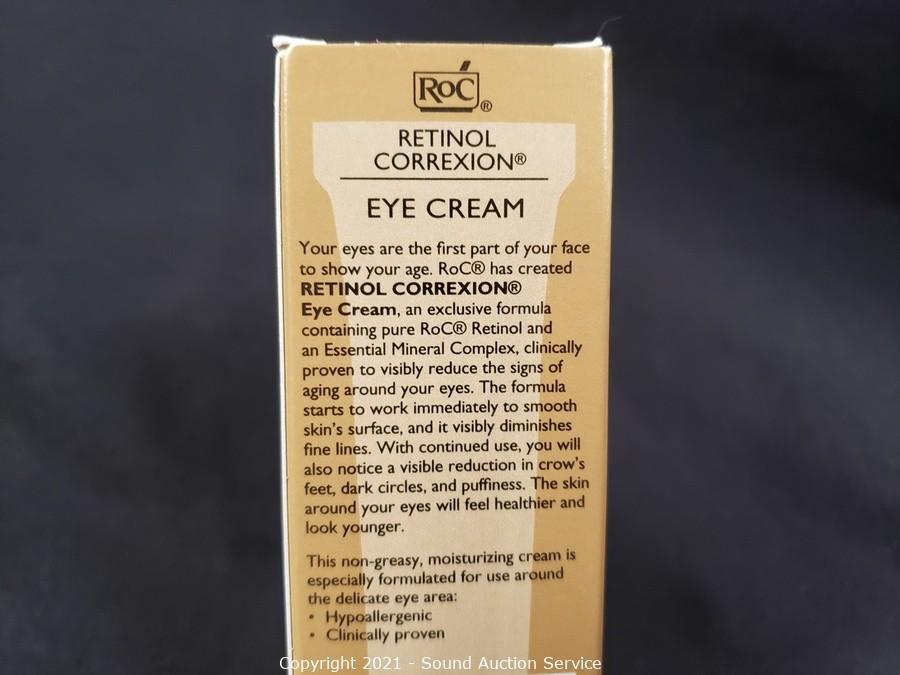 RoC®
RETINOL
CORREXION®
EYE CREAM
Your eyes are the first part of your face
to show your age. RoC® has created
RETINOL CORREXION®
Eye Cream, an exclusive formula
containing pure RoC® Retinol and
an Essential Mineral Complex, clinically
proven to visibly reduce the signs of
aging around your eyes. The formula
starts to work immediately to smooth
skin's surface, and it visibly diminishes
fine lines. With continued use, you will
also notice a visible reduction in crow's
feet, dark circles, and puffiness. The skin
around your eyes will feel healthier and
look younger.
This non-greasy, moisturizing cream is
especially formulated for use around
the delicate eye area:
• Hypoallergenic
• Clinically proven
Copyright 2021 - Sound Auction Service